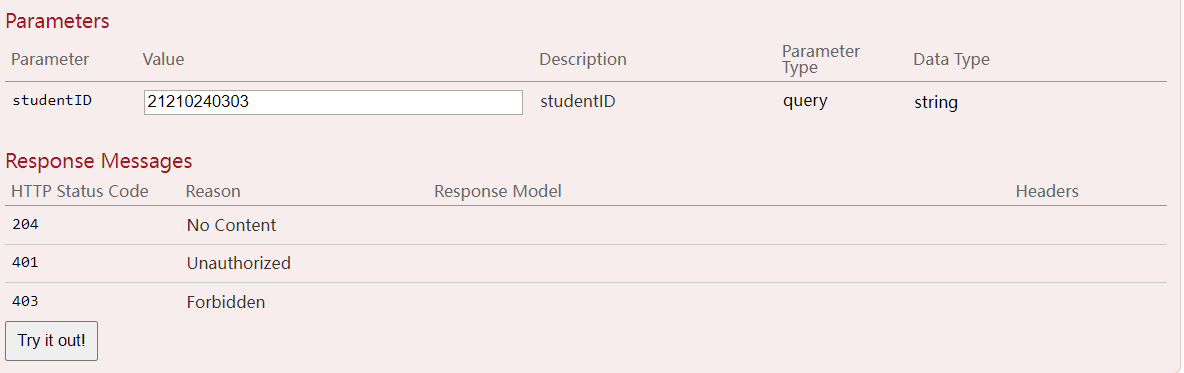 Parameters
Parameter Value Description Parameter Type Data Type
studentID 21210240303 studentID query string
Response Messages
HTTP Status Code Reason Response Model Headers
204 No Content
401 Unauthorized
403 Forbidden
Try it out!